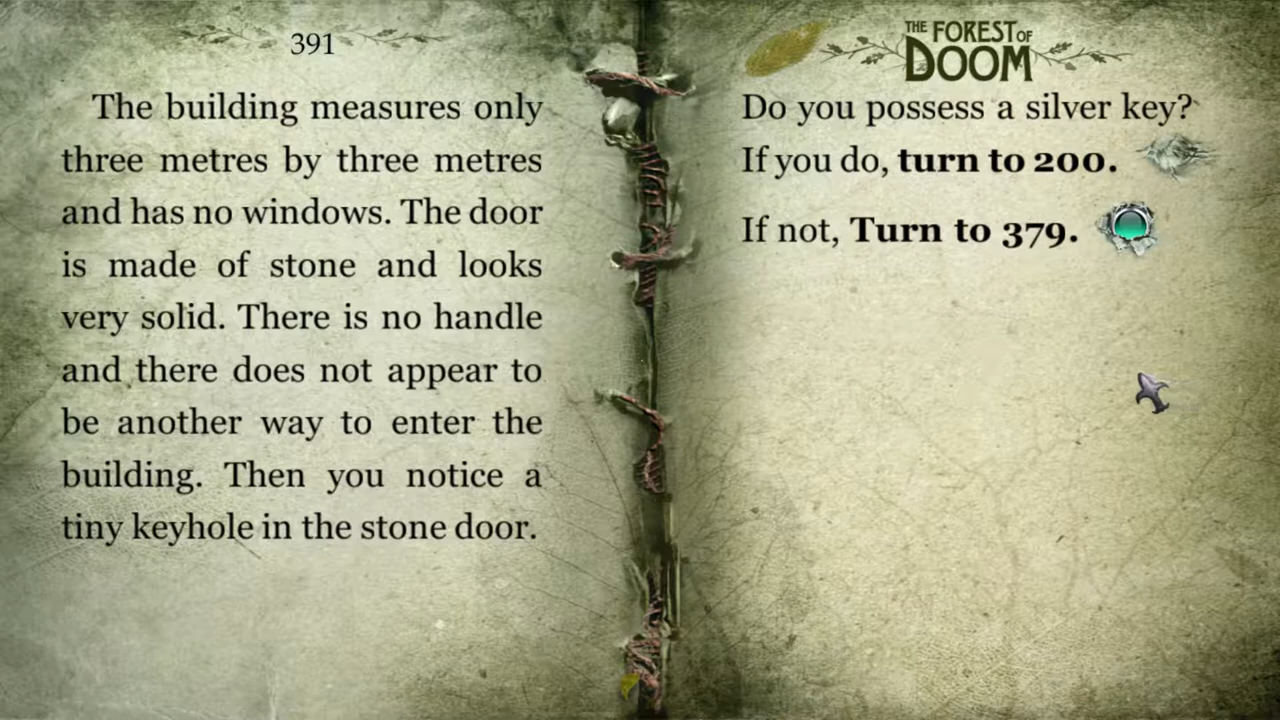 391
The building measures only
three metres by three metres
and has no windows. The door
is made of stone and looks
very solid. There is no handle
and there does not appear to
be another way to enter the
building. Then you notice a
tiny keyhole in the stone door.
THE FOREST OF
DOOM
Do you possess a silver key?
If you do, turn to 200.
If not, Turn to 379.